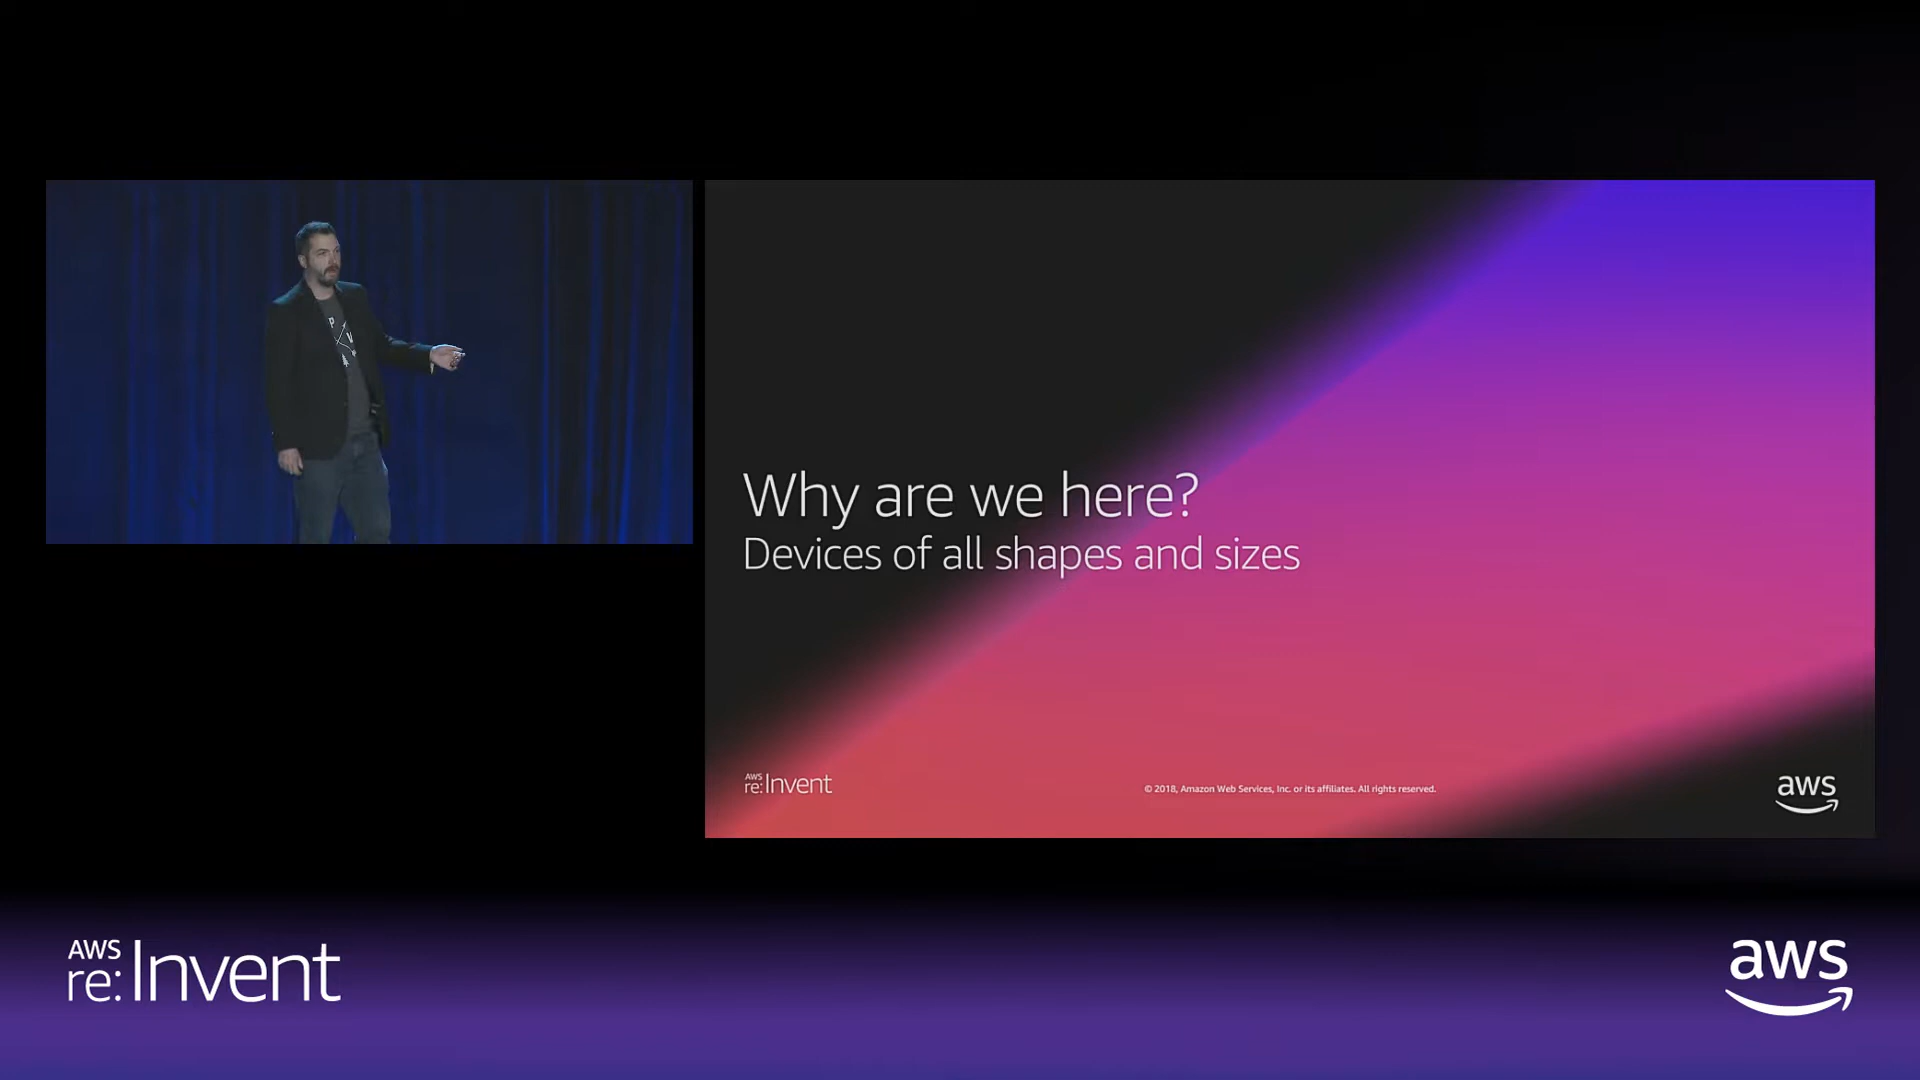 P V
Why are we here?
Devices of all shapes and sizes
AWS
re:Invent
© 2018, Amazon Web Services, Inc. or its affiliates. All rights reserved.
aws
AWS
re:Invent
aws